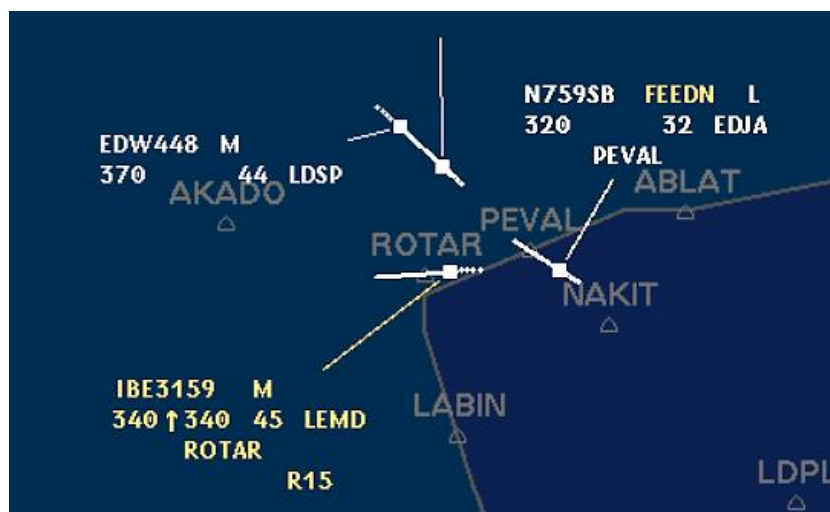 N759SB FEEDN L
320 32 EDJA
PEVAL
EDW448 M
370 44 LDSP
AKADO
ABLAT
PEVAL
ROTAR
NAKIT
IBE3159 M
340↑340 45 LEMD
ROTAR
R15
LABIN
LDPL